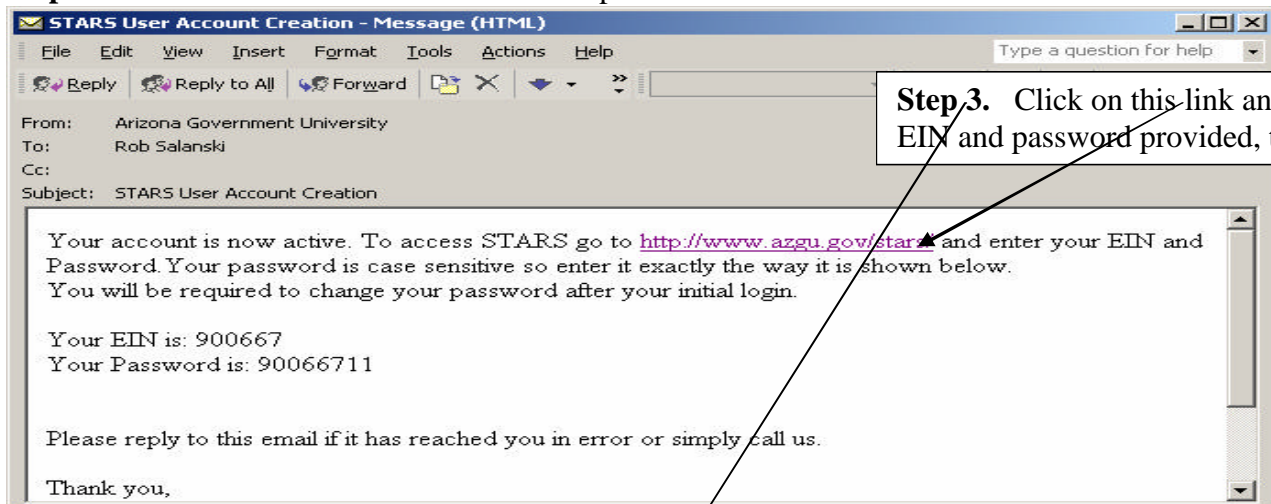 STARS User Account Creation - Message (HTML)
File Edit View Insert Format Tools Actions Help
Type a question for help
Reply Reply to All Forward
Step 3. Click on this link an
EIN and password provided,
From: Arizona Government University
To: Rob Salanski
Cc:
Subject: STARS User Account Creation
Your account is now active. To access STARS go to http://www.azgu.gov/stars/ and enter your EIN and
Password. Your password is case sensitive so enter it exactly the way it is shown below.
You will be required to change your password after your initial login.
Your EIN is: 900667
Your Password is: 90066711
Please reply to this email if it has reached you in error or simply call us.
Thank you,